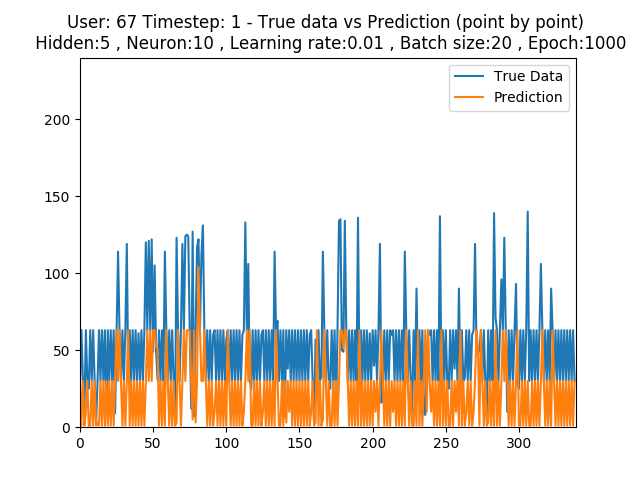 User: 67 Timestep: 1 - True data vs Prediction (point by point)
Hidden:5 , Neuron:10 , Learning rate:0.01 , Batch size:20 , Epoch:1000
True Data
Prediction
200
150
100
50
0
0 50 100 150 200 250 300